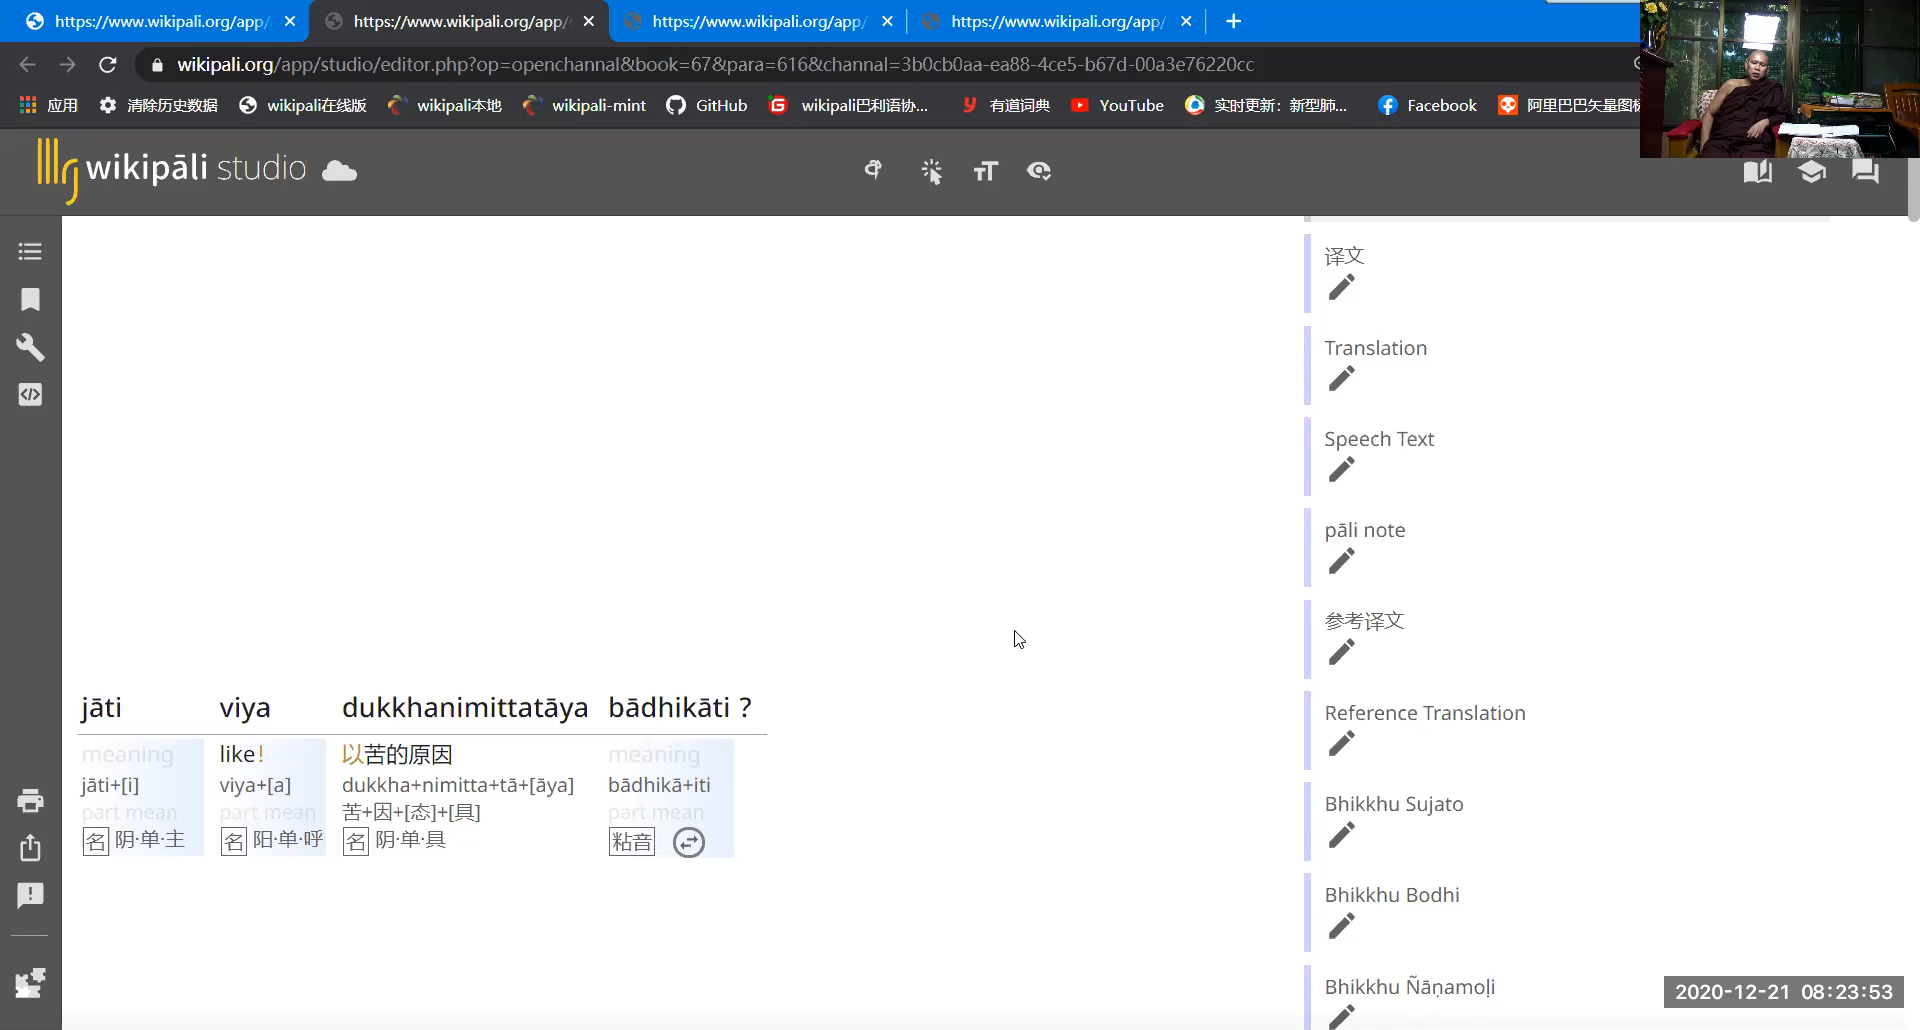 https://www.wikipali.org/app/
https://www.wikipali.org/app/
https://www.wikipali.org/app/
https://www.wikipali.org/app/
wikipali.org/app/studio/editor.php?op=openchannal&book=67&para=616&channal=3b0cb0aa-ea88-4ce5-b67d-00a3e76220cc
应用 清除历史数据 wikipali在线版 wikipali本地 wikipali-mint GitHub wikipali巴利语协... 有道词典 YouTube 实时更新：新型肺... Facebook 阿里巴巴矢量图标
wikipāli studio
译文
Translation
Speech Text
pāli note
参考译文
Reference Translation
Bhikkhu Sujato
Bhikkhu Bodhi
Bhikkhu Ñāṇamoḷi
jāti viya dukkhanimittatāya bādhikāti ?
meaning like! 以苦的原因 meaning
jāti+[i] viya+[a] dukkha+nimitta+tā+[āya] bādhikā+iti
part mean part mean 苦+因+[态]+[具] part mean
名 阴·单·主 名 阳·单·呼 名 阴·单·具 粘音
2020-12-21 08:23:53